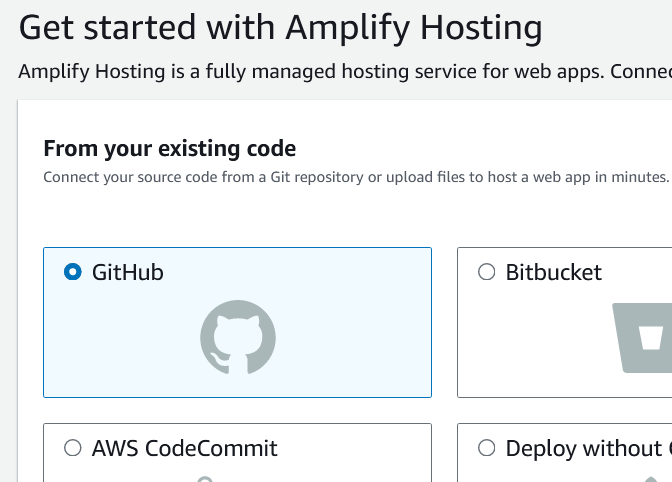 Get started with Amplify Hosting
Amplify Hosting is a fully managed hosting service for web apps.
From your existing code
Connect your source code from a Git repository or upload files to host a web app in minutes.
GitHub
Bitbucket
AWS CodeCommit
Deploy without